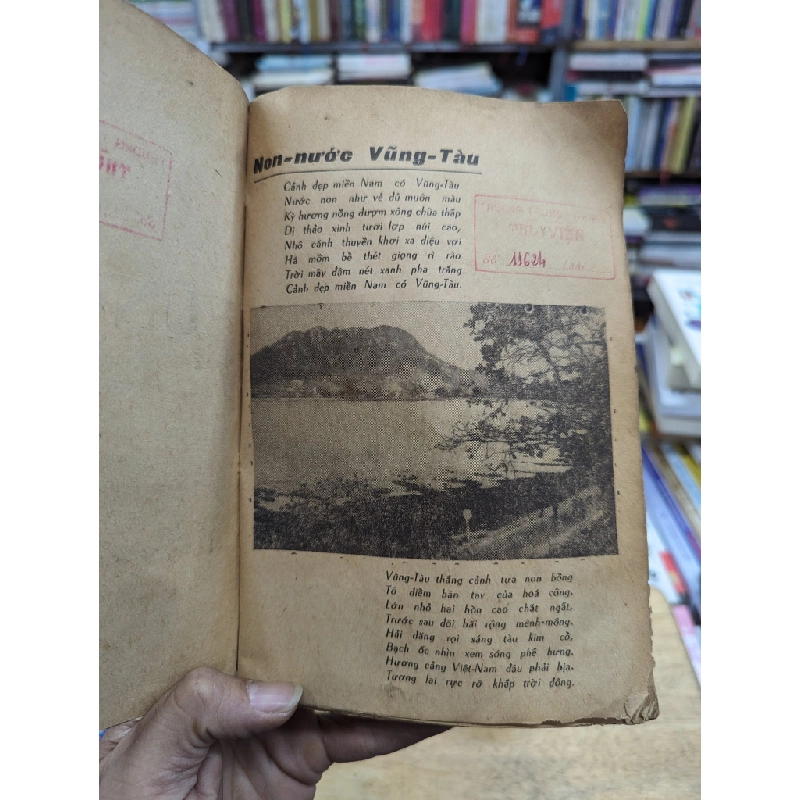 Non-nước Vũng-Tàu
Cảnh đẹp miền Nam có Vũng-Tàu
Nước non như vẽ đủ muôn màu
Kỳ hương nồng đượm xông chùa thắp
Dị thảo xinh tươi lợp núi cao,
Nhô cánh thuyền khơi xa diệu vợi
Há mồm bể thét giọng rì rào
Trời mây đậm nét xanh pha trắng
Cảnh đẹp miền Nam có Vũng-Tàu.
THƯ-VIỆN
Số 11624
Vũng-Tàu thắng cảnh tựa non bồng
Tô điểm bàn tay của hoá công.
Lớn nhỏ hai hòn cao chất ngất.
Trước sau đôi hải rộng mênh-mông.
Hải đăng rọi sáng tàu kim cổ,
Bạch ốc nhìn xem sóng phế hưng.
Hương cảng Việt-Nam đâu phải bịa.
Tương lai rực rỡ khắp trời đông.